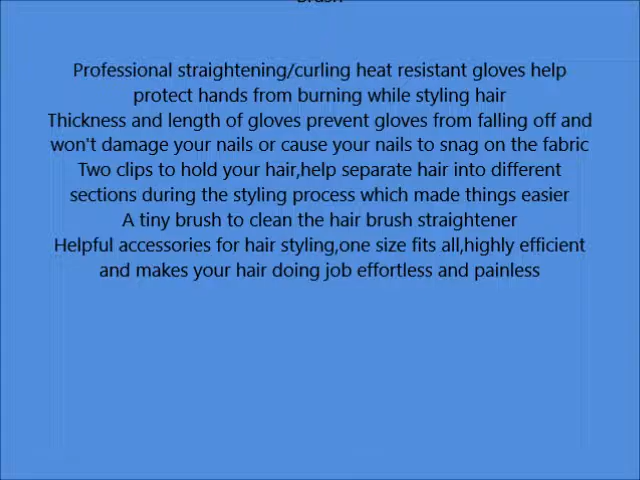 Brush
Professional straightening/curling heat resistant gloves help
protect hands from burning while styling hair
Thickness and length of gloves prevent gloves from falling off and
won't damage your nails or cause your nails to snag on the fabric
Two clips to hold your hair,help separate hair into different
sections during the styling process which made things easier
A tiny brush to clean the hair brush straightener
Helpful accessories for hair styling,one size fits all,highly efficient
and makes your hair doing job effortless and painless